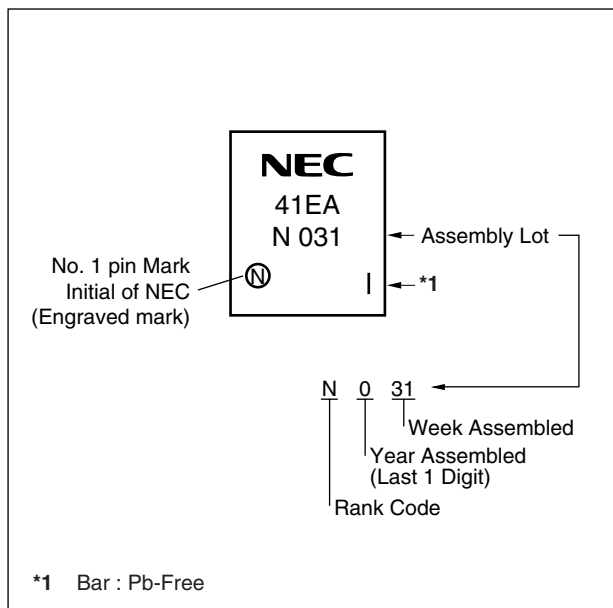 NEC
41EA
N 031
Assembly Lot
No. 1 pin Mark
Initial of NEC
(Engraved mark)
N
*1
N 0 31
Week Assembled
Year Assembled
(Last 1 Digit)
Rank Code
*1 Bar : Pb-Free